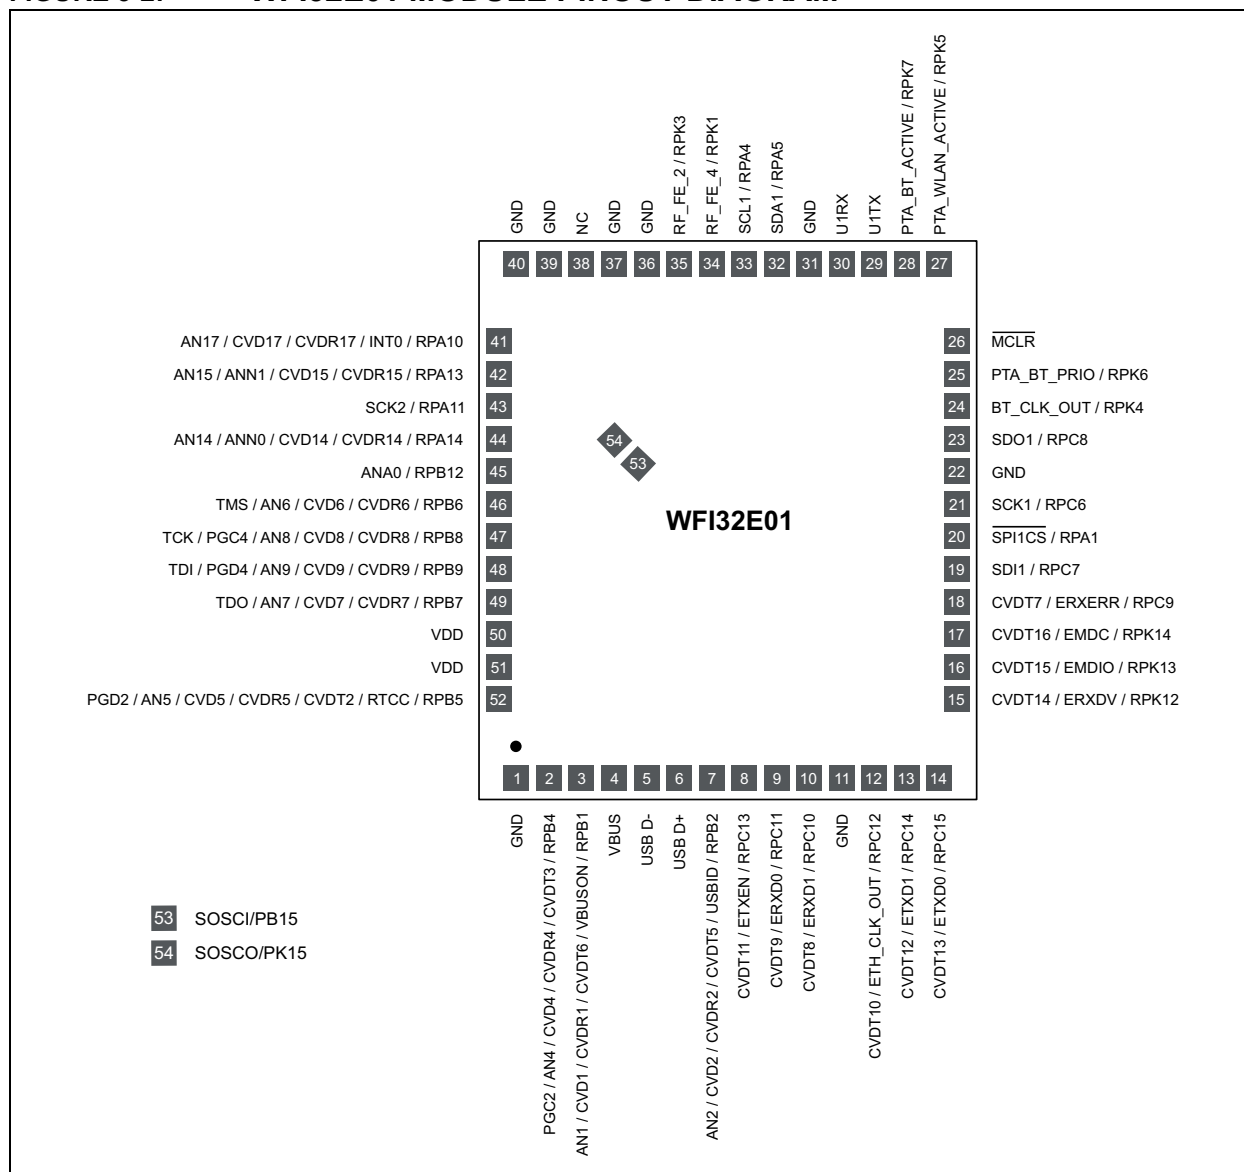 GND
GND
NC
GND
GND
RF_FE_2 / RPK3
RF_FE_4 / RPK1
SCL1 / RPA4
SDA1 / RPA5
GND
U1RX
U1TX
PTA_BT_ACTIVE / RPK7
PTA_WLAN_ACTIVE / RPK5
40 39 38 37 36 35 34 33 32 31 30 29 28 27
AN17 / CVD17 / CVDR17 / INT0 / RPA10 41
AN15 / ANN1 / CVD15 / CVDR15 / RPA13 42
SCK2 / RPA11 43
AN14 / ANN0 / CVD14 / CVDR14 / RPA14 44
ANA0 / RPB12 45
TMS / AN6 / CVD6 / CVDR6 / RPB6 46
TCK / PGC4 / AN8 / CVD8 / CVDR8 / RPB8 47
TDI / PGD4 / AN9 / CVD9 / CVDR9 / RPB9 48
TDO / AN7 / CVD7 / CVDR7 / RPB7 49
VDD 50
VDD 51
PGD2 / AN5 / CVD5 / CVDR5 / CVDT2 / RTCC / RPB5 52
54
53
WFI32E01
26 MCLR
25 PTA_BT_PRIO / RPK6
24 BT_CLK_OUT / RPK4
23 SDO1 / RPC8
22 GND
21 SCK1 / RPC6
20 SPI1CS / RPA1
19 SDI1 / RPC7
18 CVDT7 / ERXERR / RPC9
17 CVDT16 / EMDC / RPK14
16 CVDT15 / EMDIO / RPK13
15 CVDT14 / ERXDV / RPK12
1 2 3 4 5 6 7 8 9 10 11 12 13 14
GND
PGC2 / AN4 / CVD4 / CVDR4 / CVDT3 / RPB4
AN1 / CVD1 / CVDR1 / CVDT6 / VBUSON / RPB1
VBUS
USB D-
USB D+
AN2 / CVD2 / CVDR2 / CVDT5 / USBID / RPB2
CVDT11 / ETXEN / RPC13
CVDT9 / ERXD0 / RPC11
CVDT8 / ERXD1 / RPC10
GND
CVDT10 / ETH_CLK_OUT / RPC12
CVDT12 / ETXD1 / RPC14
CVDT13 / ETXD0 / RPC15
53 SOSCI/PB15
54 SOSCO/PK15